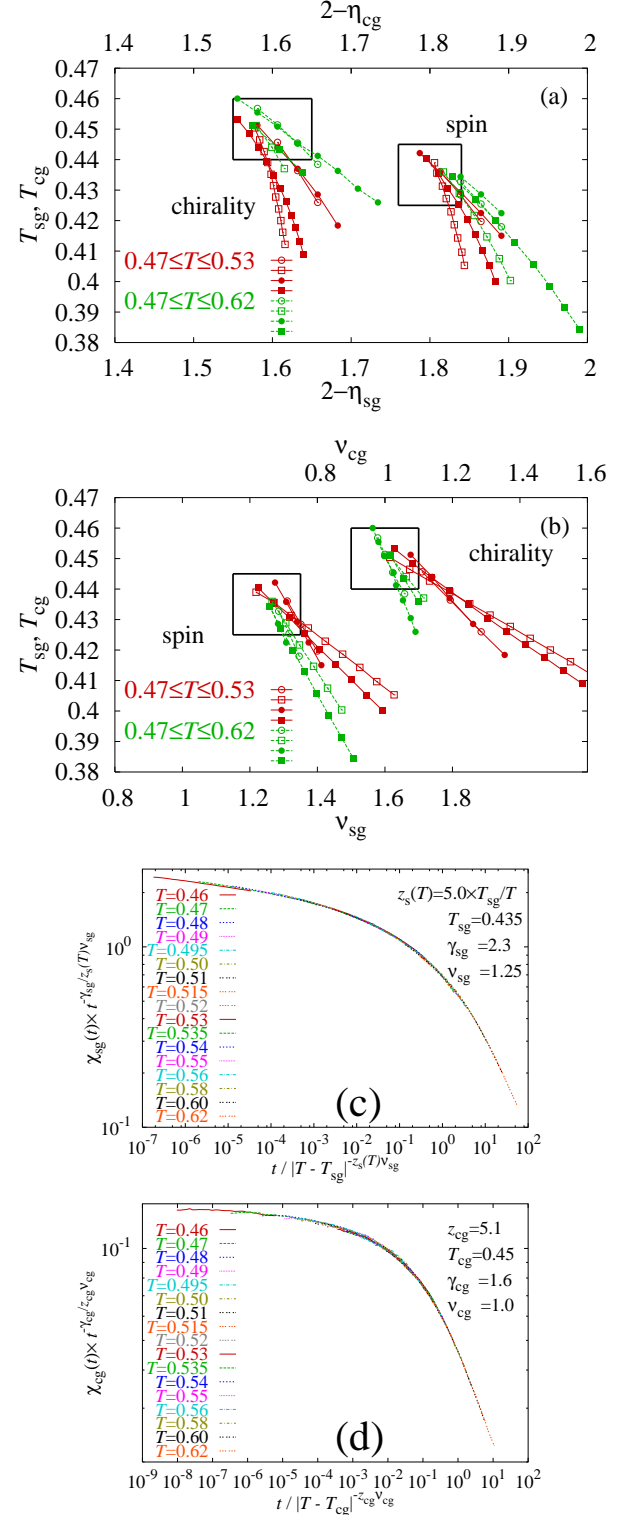 2−η_cg
1.4 1.5 1.6 1.7 1.8 1.9 2
0.47
0.46
0.45
0.44
0.43
0.42
0.41
0.4
0.39
0.38
T_sg, T_cg
(a)
spin
chirality
0.47≤T≤0.53
0.47≤T≤0.62
1.4 1.5 1.6 1.7 1.8 1.9 2
2−η_sg
ν_cg
0.8 1 1.2 1.4 1.6
0.47
0.46
0.45
0.44
0.43
0.42
0.41
0.4
0.39
0.38
T_sg, T_cg
(b)
chirality
spin
0.47≤T≤0.53
0.47≤T≤0.62
0.8 1 1.2 1.4 1.6 1.8
ν_sg
χ_sg(t)× t^{-γ_sg/z_s(T)ν_sg}
10^0
10^-1
T=0.46
T=0.47
T=0.48
T=0.49
T=0.495
T=0.50
T=0.51
T=0.515
T=0.52
T=0.53
T=0.535
T=0.54
T=0.55
T=0.56
T=0.58
T=0.60
T=0.62
z_s(T)=5.0×T_sg/T
T_sg=0.435
γ_sg =2.3
ν_sg =1.25
(c)
10^-7 10^-6 10^-5 10^-4 10^-3 10^-2 10^-1 10^0 10^1 10^2
t / |T - T_sg|^{-z_s(T)ν_sg}
χ_cg(t)× t^{-γ_cg/z_cg ν_cg}
10^-1
T=0.46
T=0.47
T=0.48
T=0.49
T=0.495
T=0.50
T=0.51
T=0.515
T=0.52
T=0.53
T=0.535
T=0.54
T=0.55
T=0.56
T=0.58
T=0.60
T=0.62
z_cg=5.1
T_cg=0.45
γ_cg =1.6
ν_cg =1.0
(d)
10^-9 10^-8 10^-7 10^-6 10^-5 10^-4 10^-3 10^-2 10^-1 10^0 10^1 10^2
t / |T - T_cg|^{-z_cg ν_cg}